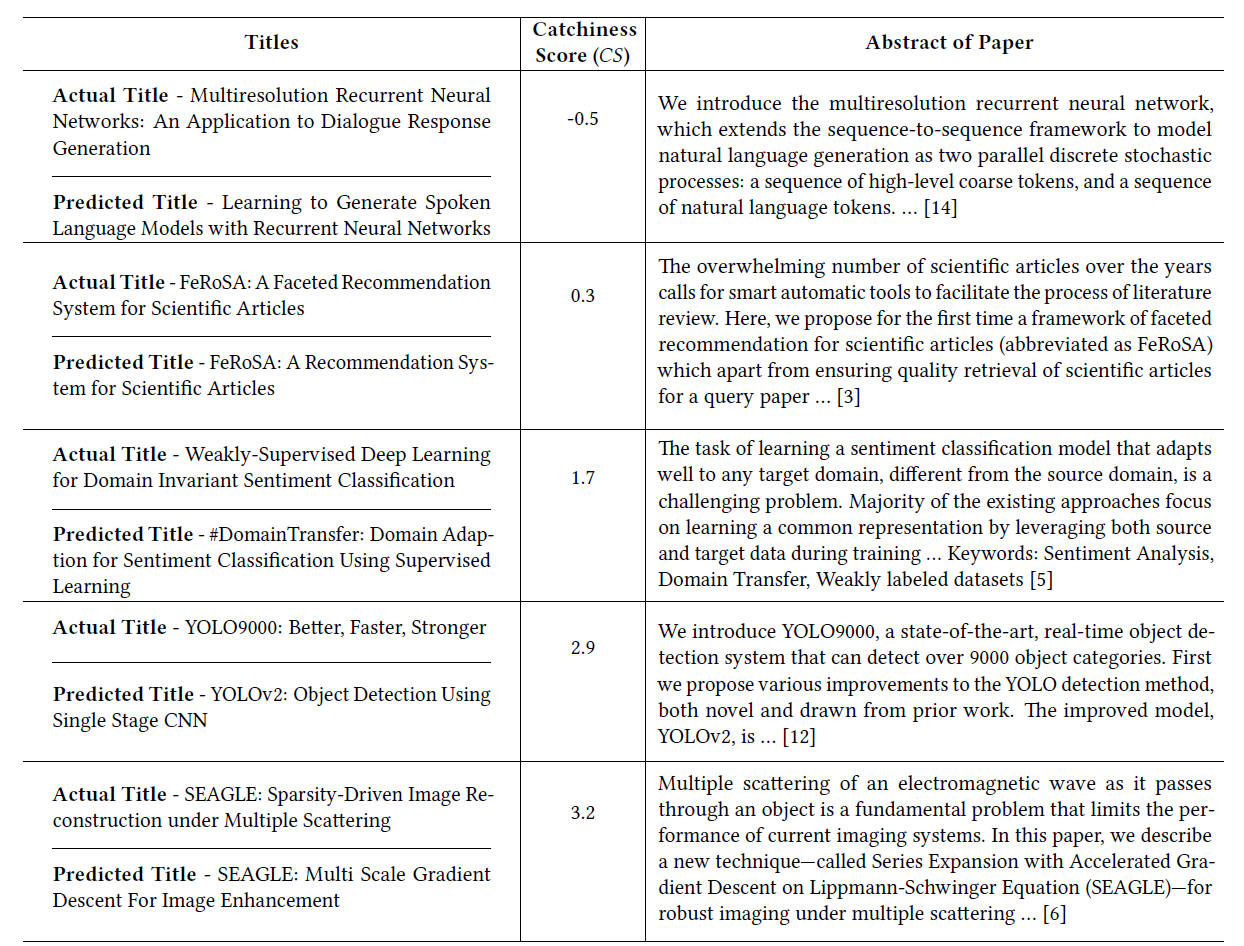 Titles
Catchiness
Score (CS)
Abstract of Paper
Actual Title - Multiresolution Recurrent Neural
Networks: An Application to Dialogue Response
Generation
Predicted Title - Learning to Generate Spoken
Language Models with Recurrent Neural Networks
-0.5
We introduce the multiresolution recurrent neural network,
which extends the sequence-to-sequence framework to model
natural language generation as two parallel discrete stochastic
processes: a sequence of high-level coarse tokens, and a sequence
of natural language tokens. ... [14]
Actual Title - FeRoSA: A Faceted Recommendation
System for Scientific Articles
Predicted Title - FeRoSA: A Recommendation Sys-
tem for Scientific Articles
0.3
The overwhelming number of scientific articles over the years
calls for smart automatic tools to facilitate the process of literature
review. Here, we propose for the first time a framework of faceted
recommendation for scientific articles (abbreviated as FeRoSA)
which apart from ensuring quality retrieval of scientific articles
for a query paper ... [3]
Actual Title - Weakly-Supervised Deep Learning
for Domain Invariant Sentiment Classification
Predicted Title - #DomainTransfer: Domain Adap-
tion for Sentiment Classification Using Supervised
Learning
1.7
The task of learning a sentiment classification model that adapts
well to any target domain, different from the source domain, is a
challenging problem. Majority of the existing approaches focus
on learning a common representation by leveraging both source
and target data during training ... Keywords: Sentiment Analysis,
Domain Transfer, Weakly labeled datasets [5]
Actual Title - YOLO9000: Better, Faster, Stronger
Predicted Title - YOLOv2: Object Detection Using
Single Stage CNN
2.9
We introduce YOLO9000, a state-of-the-art, real-time object de-
tection system that can detect over 9000 object categories. First
we propose various improvements to the YOLO detection method,
both novel and drawn from prior work. The improved model,
YOLOv2, is ... [12]
Actual Title - SEAGLE: Sparsity-Driven Image Re-
construction under Multiple Scattering
Predicted Title - SEAGLE: Multi Scale Gradient
Descent For Image Enhancement
3.2
Multiple scattering of an electromagnetic wave as it passes
through an object is a fundamental problem that limits the per-
formance of current imaging systems. In this paper, we describe
a new technique—called Series Expansion with Accelerated Gra-
dient Descent on Lippmann-Schwinger Equation (SEAGLE)—for
robust imaging under multiple scattering ... [6]